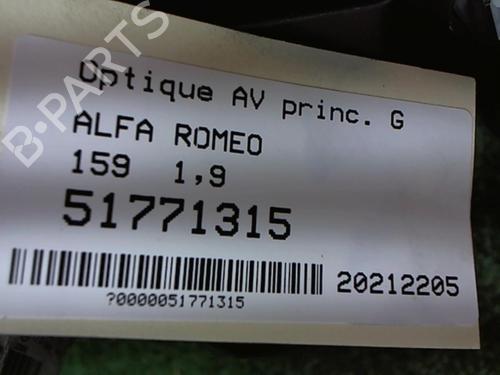 B-PARTS
Optique AV princ. G
ALFA ROMEO
159 1,9
51771315
20212205
?0000051771315